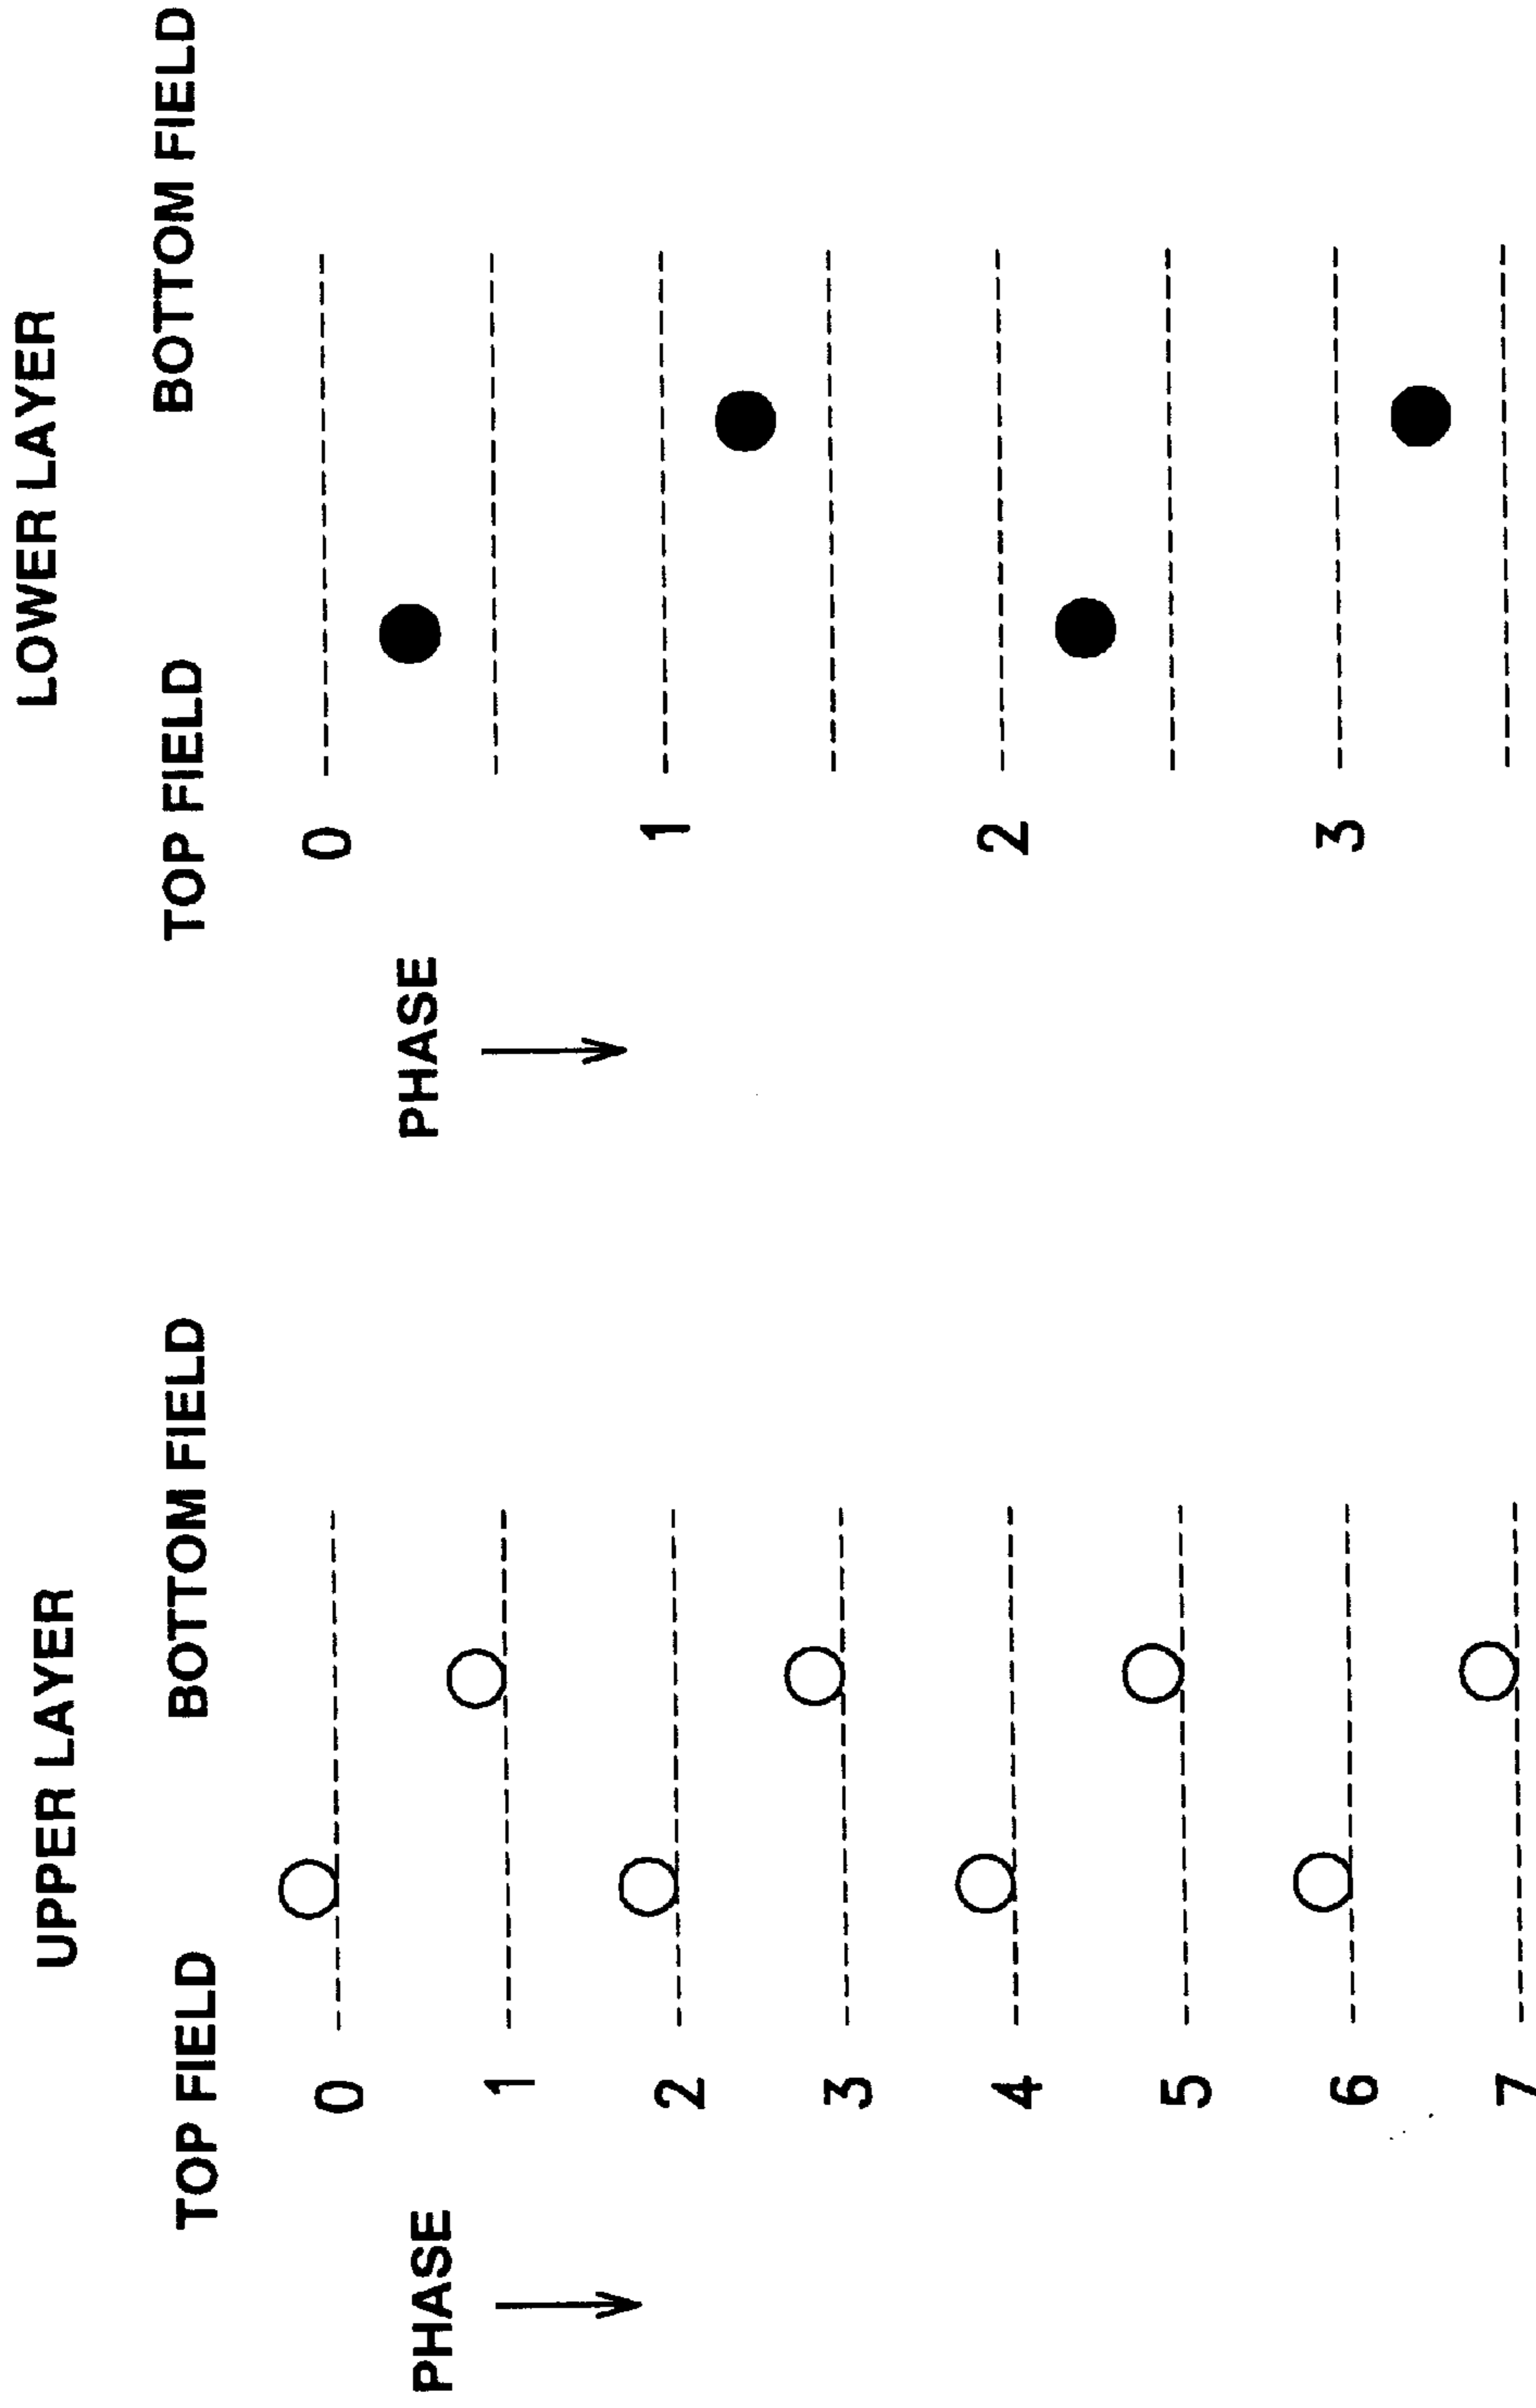 UPPER LAYER
TOP FIELD
BOTTOM FIELD
PHASE
0
1
2
3
4
5
6
7
LOWER LAYER
TOP FIELD
BOTTOM FIELD
PHASE
0
1
2
3